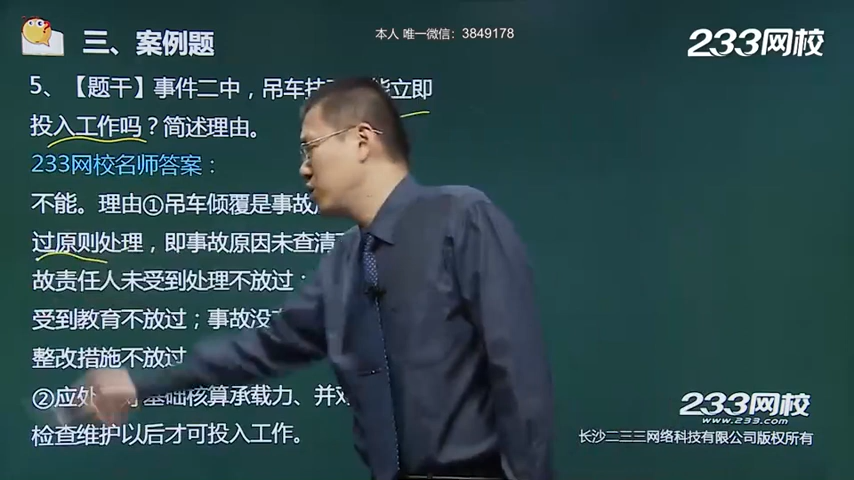 本人 唯一微信：3849178
三、案例题
233网校
5、【题干】事件二中，吊车扶 能立即
投入工作吗？简述理由。
233网校名师答案：
不能。理由①吊车倾覆是事故
过原则处理，即事故原因未查清
故责任人未受到处理不放过；
受到教育不放过；事故没
整改措施不放过
②应处 基础核算承载力、并对
检查维护以后才可投入工作。
233网校
www.233.com
长沙二三三网络科技有限公司版权所有